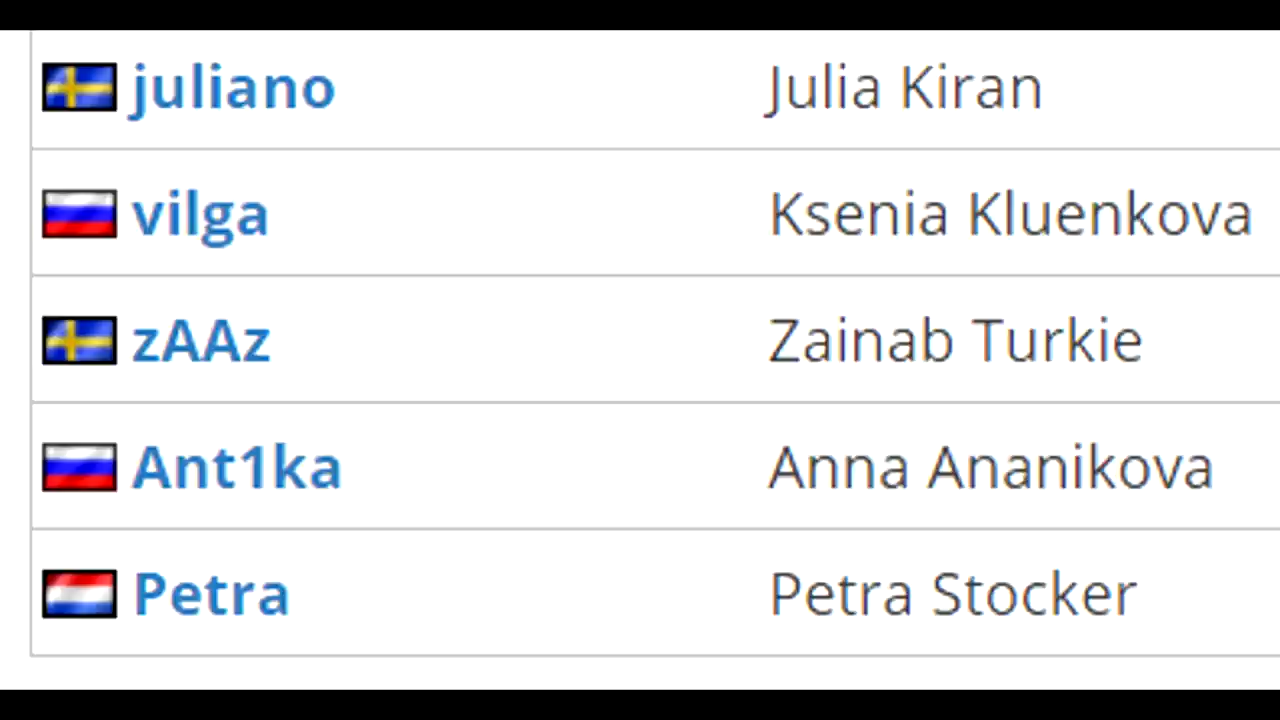 juliano Julia Kiran
vilga Ksenia Kluenkova
zAAz Zainab Turkie
Ant1ka Anna Ananikova
Petra Petra Stocker